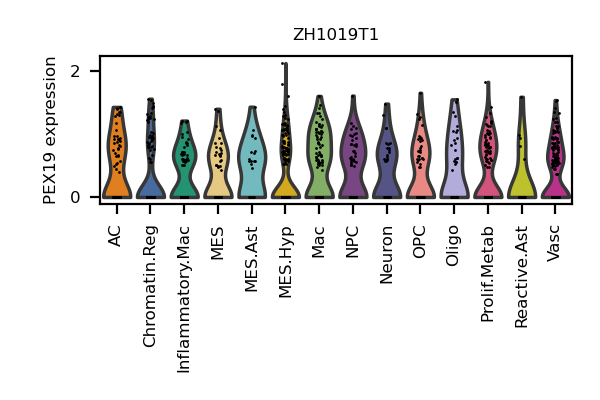 ZH1019T1
PEX19 expression
2
0
AC
Chromatin.Reg
Inflammatory.Mac
MES
MES.Ast
MES.Hyp
Mac
NPC
Neuron
OPC
Oligo
Prolif.Metab
Reactive.Ast
Vasc